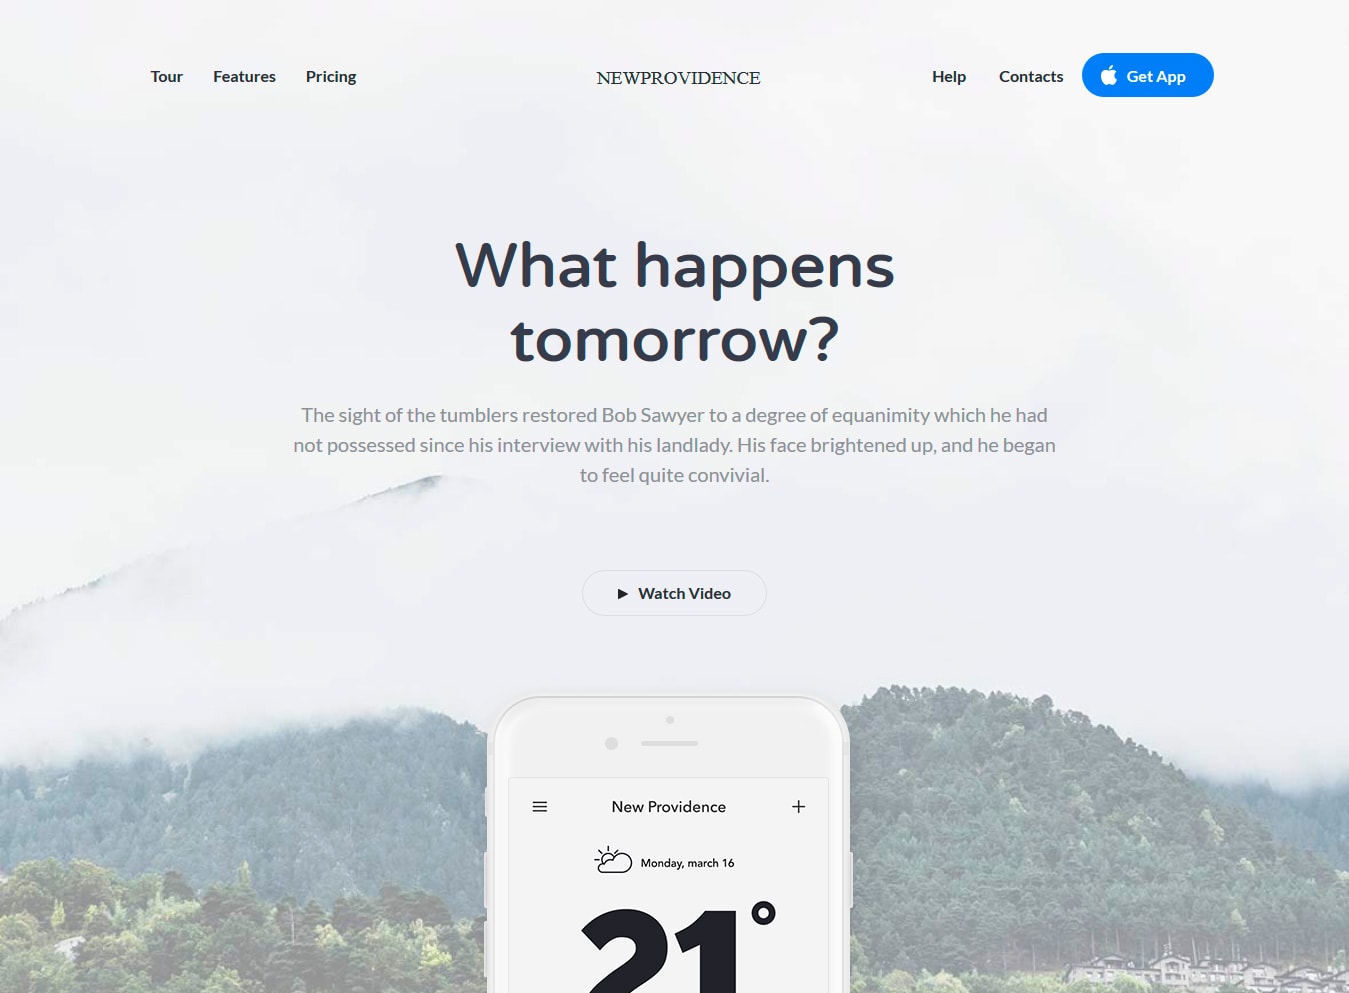 Tour Features Pricing NEWPROVIDENCE Help Contacts Get App
What happens
tomorrow?
The sight of the tumblers restored Bob Sawyer to a degree of equanimity which he had
not possessed since his interview with his landlady. His face brightened up, and he began
to feel quite convivial.
Watch Video
New Providence
Monday, march 16
21°